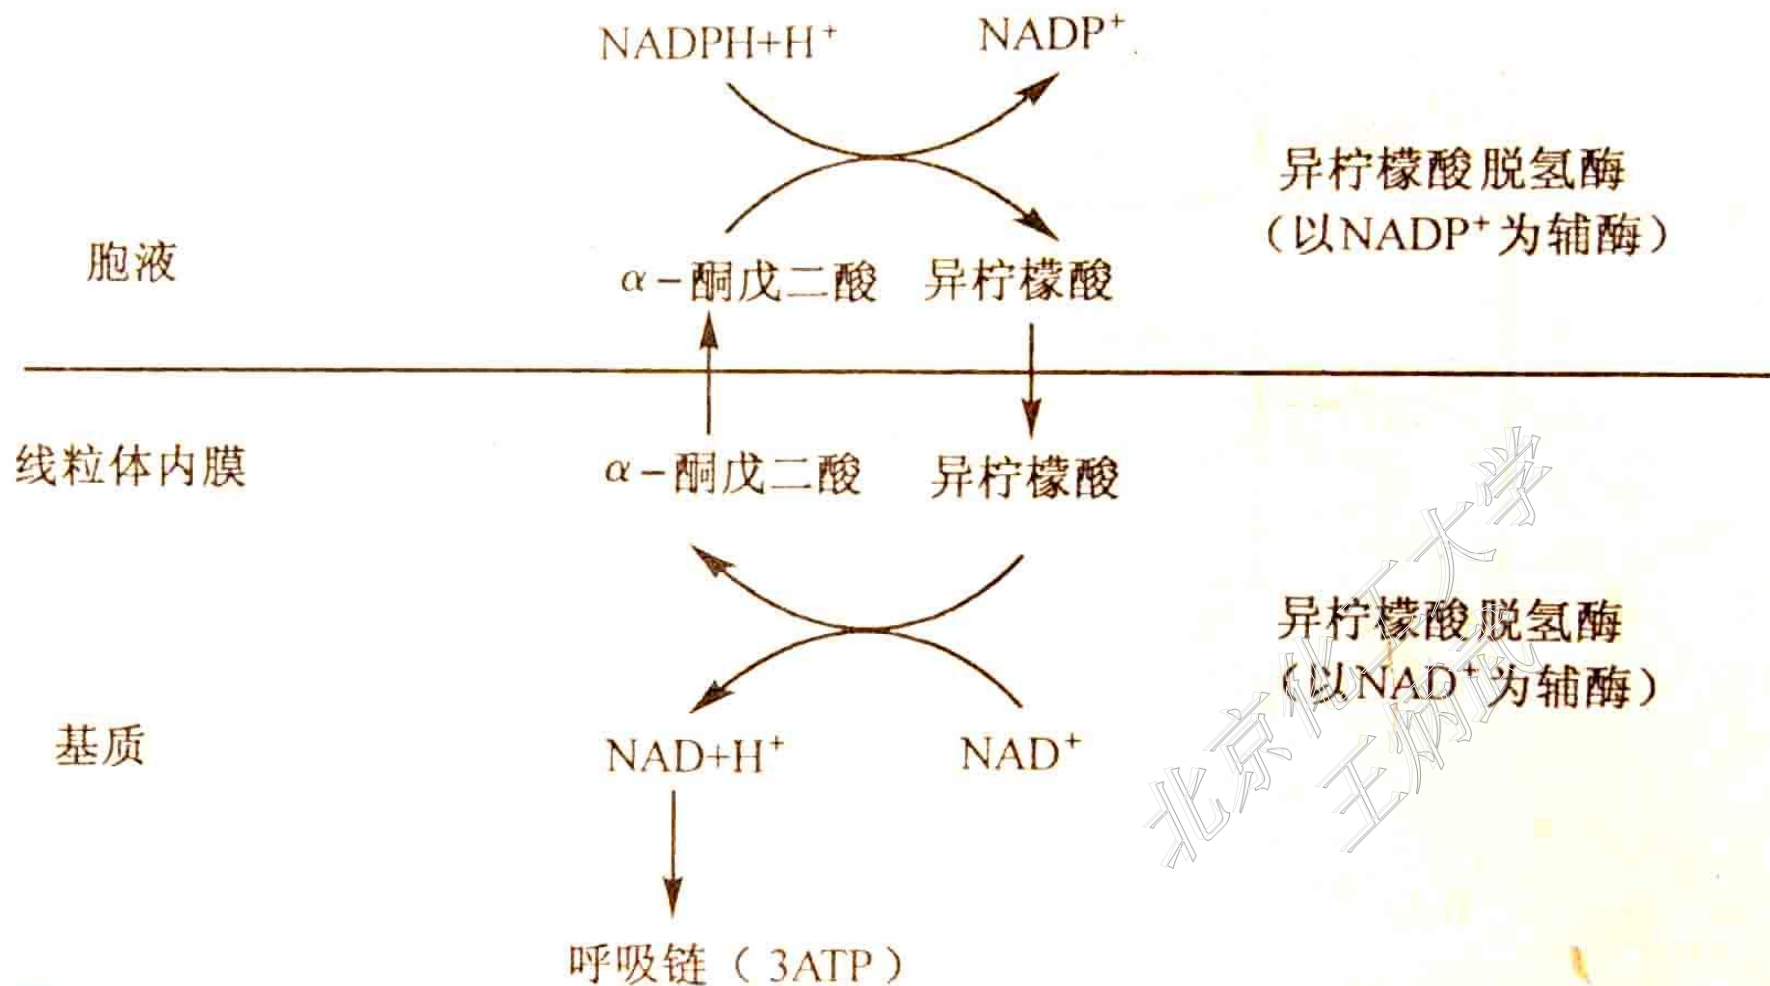 NADPH+H⁺ NADP⁺
异柠檬酸脱氢酶
（以NADP⁺为辅酶）
胞液
α-酮戊二酸 异柠檬酸
线粒体内膜
α-酮戊二酸 异柠檬酸
异柠檬酸脱氢酶
（以NAD⁺为辅酶）
基质
NAD+H⁺ NAD⁺
呼吸链（3ATP）
北京化工大学
王炳武